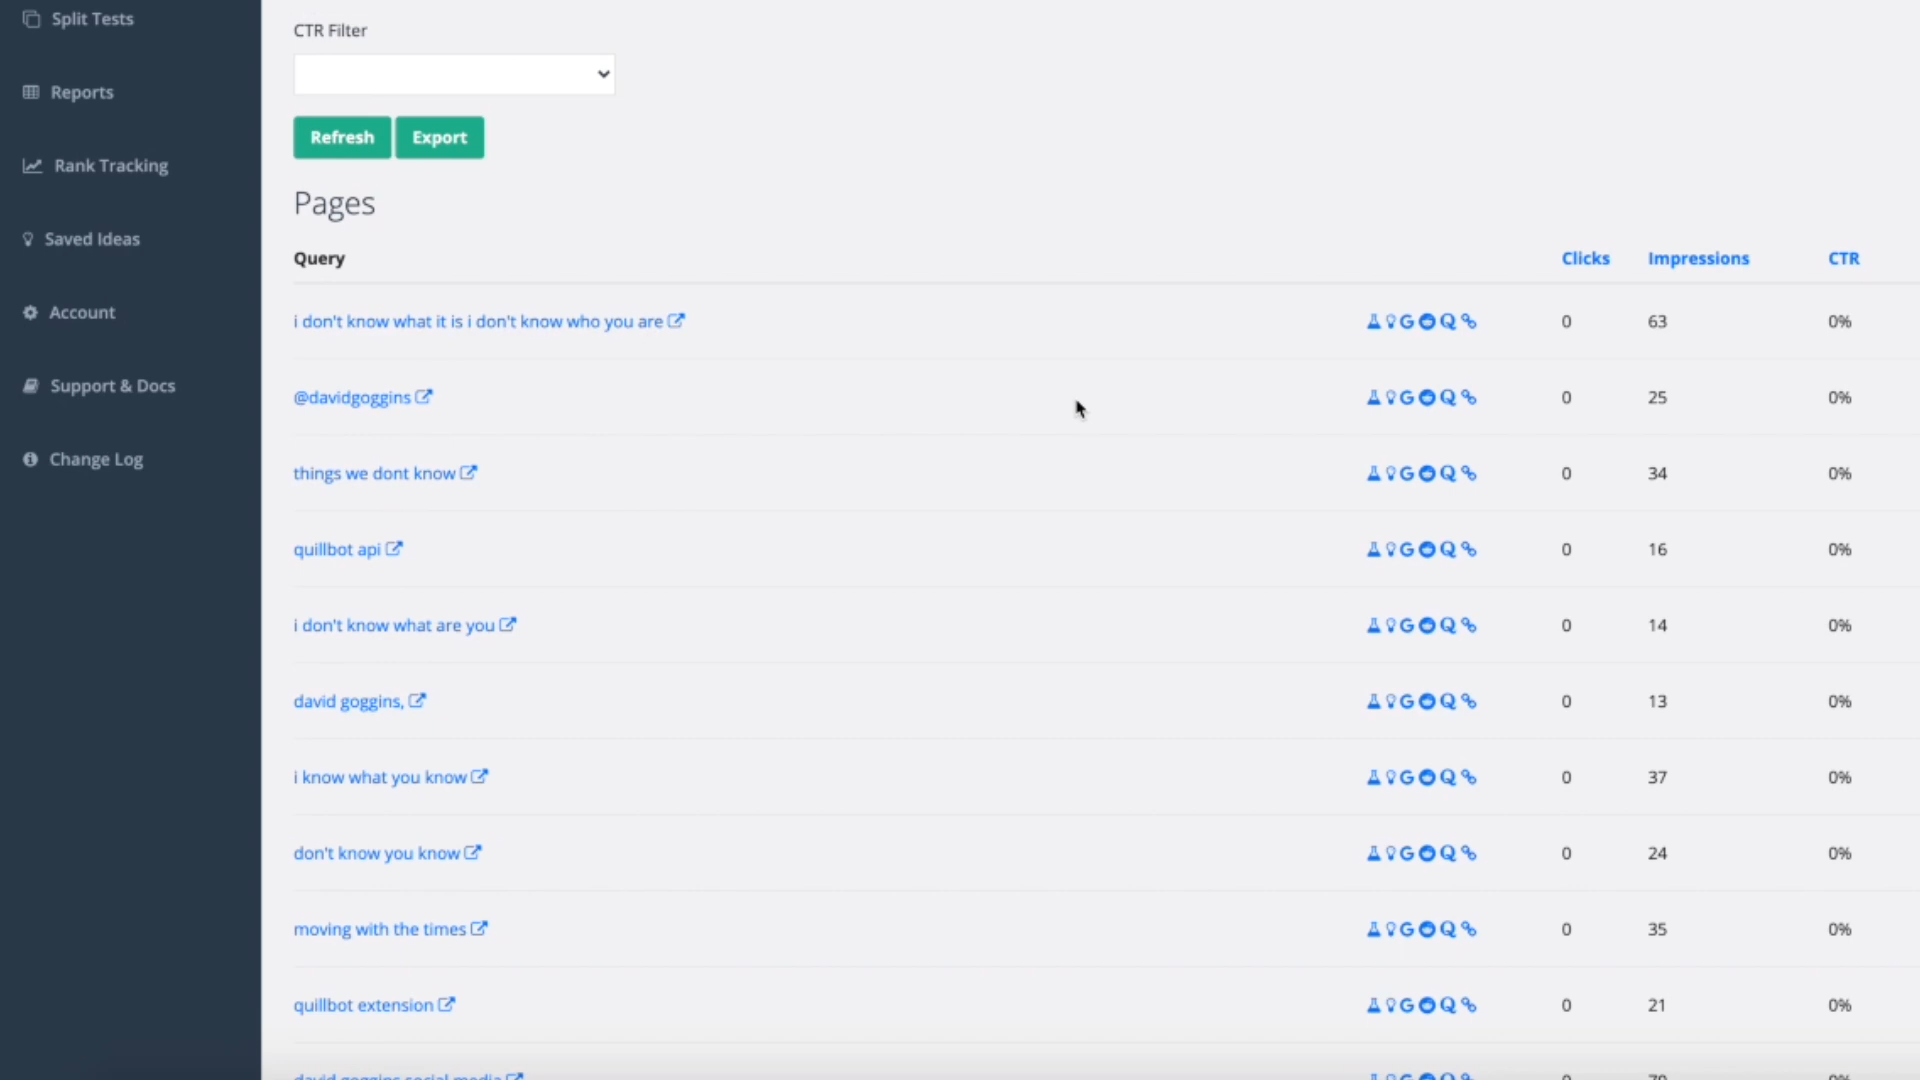 Split Tests
Reports
Rank Tracking
Saved Ideas
Account
Support & Docs
Change Log
CTR Filter
Refresh Export
Pages
Query Clicks Impressions CTR
i don't know what it is i don't know who you are 0 63 0%
@davidgoggins 0 25 0%
things we dont know 0 34 0%
quillbot api 0 16 0%
i don't know what are you 0 14 0%
david goggins, 0 13 0%
i know what you know 0 37 0%
don't know you know 0 24 0%
moving with the times 0 35 0%
quillbot extension 0 21 0%
david goggins social media